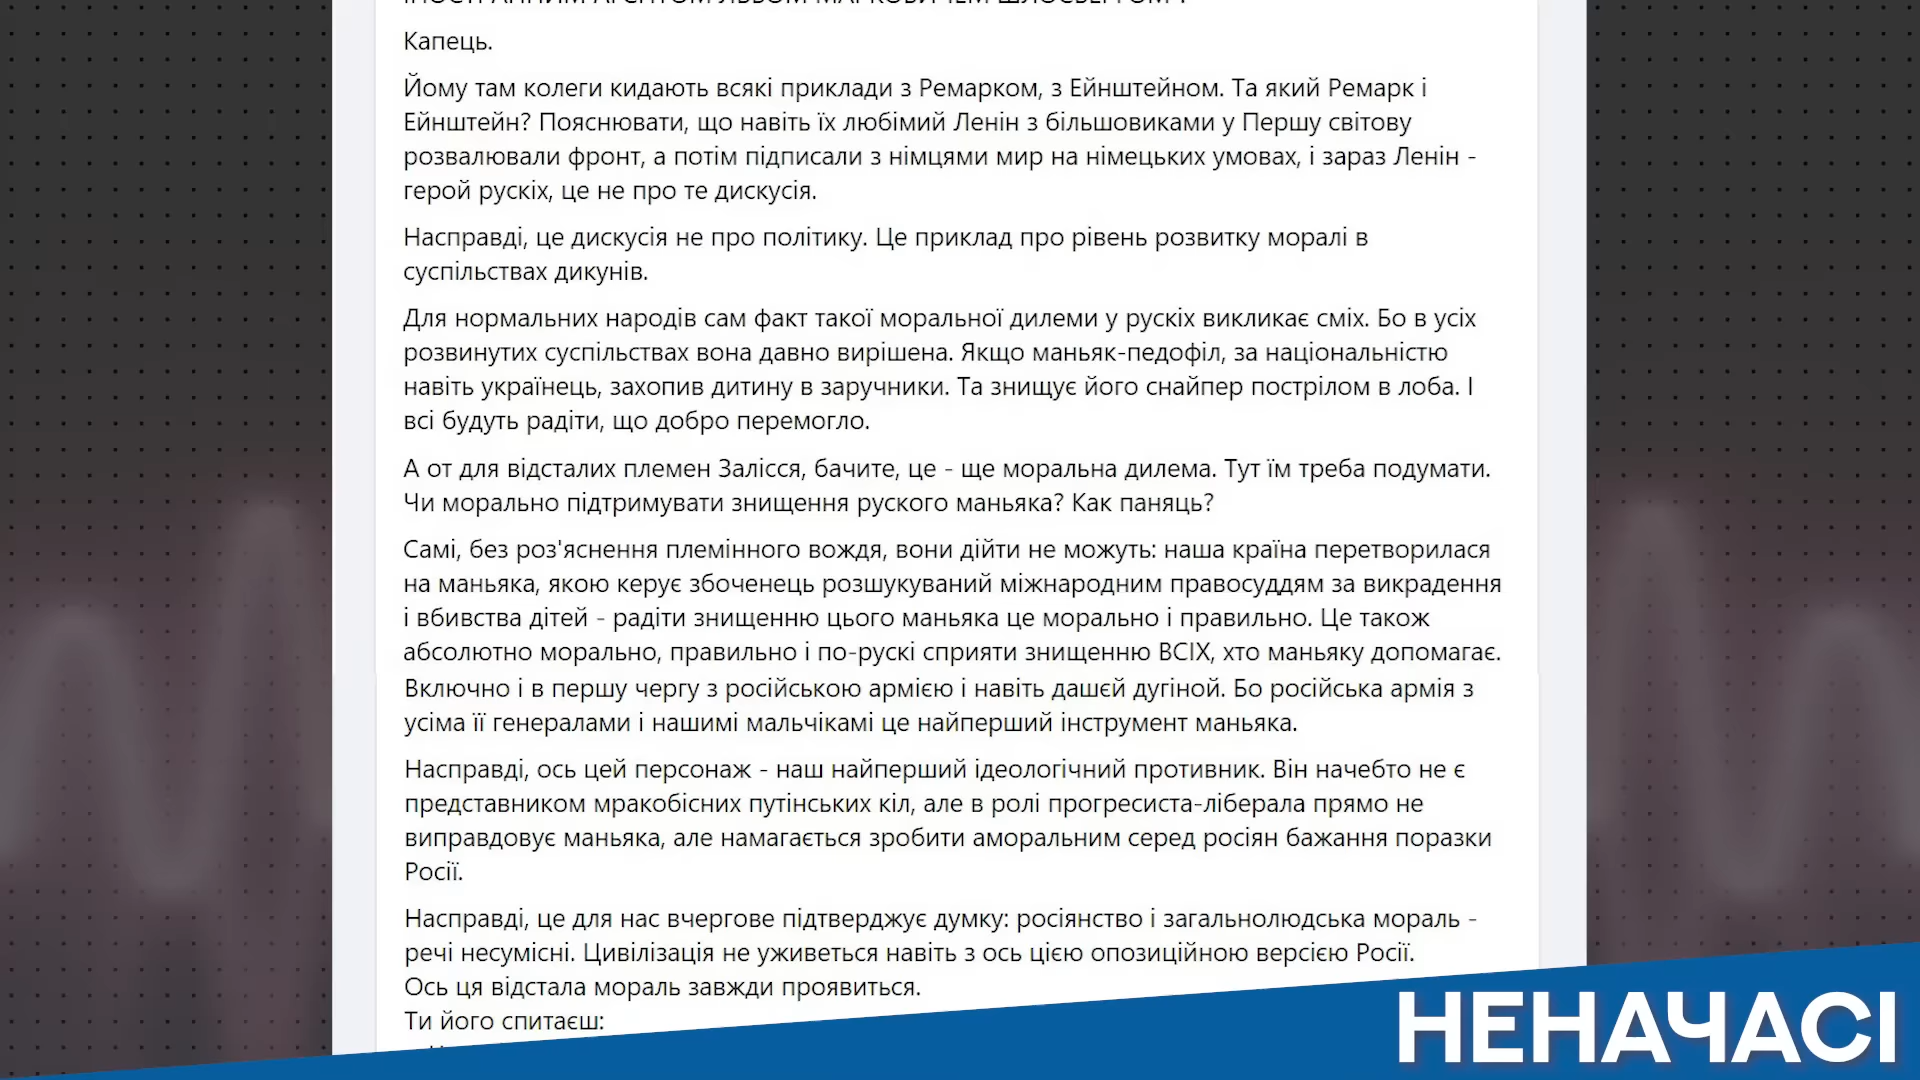 ІНОСТРАННИМ АГЄНТОМ ЛЬВОМ МАРКОВИЧЕМ ШЛОСБЕРГОМ".
Капець.
Йому там колеги кидають всякі приклади з Ремарком, з Ейнштейном. Та який Ремарк і
Ейнштейн? Пояснювати, що навіть їх любімий Ленін з більшовиками у Першу світову
розвалювали фронт, а потім підписали з німцями мир на німецьких умовах, і зараз Ленін -
герой рускіх, це не про те дискусія.
Насправді, це дискусія не про політику. Це приклад про рівень розвитку моралі в
суспільствах дикунів.
Для нормальних народів сам факт такої моральної дилеми у рускіх викликає сміх. Бо в усіх
розвинутих суспільствах вона давно вирішена. Якщо маньяк-педофіл, за національністю
навіть українець, захопив дитину в заручники. Та знищує його снайпер пострілом в лоба. І
всі будуть радіти, що добро перемогло.
А от для відсталих племен Залісся, бачите, це - ще моральна дилема. Тут їм треба подумати.
Чи морально підтримувати знищення руского маньяка? Как паняць?
Самі, без роз'яснення племінного вождя, вони дійти не можуть: наша країна перетворилася
на маньяка, якою керує збоченець розшукуваний міжнародним правосуддям за викрадення
і вбивства дітей - радіти знищенню цього маньяка це морально і правильно. Це також
абсолютно морально, правильно і по-рускі сприяти знищенню ВСІХ, хто маньяку допомагає.
Включно і в першу чергу з російською армією і навіть дашєй дугіной. Бо російська армія з
усіма її генералами і нашимі мальчікамі це найперший інструмент маньяка.
Насправді, ось цей персонаж - наш найперший ідеологічний противник. Він начебто не є
представником мракобісних путінських кіл, але в ролі прогресиста-ліберала прямо не
виправдовує маньяка, але намагається зробити аморальним серед росіян бажання поразки
Росії.
Насправді, це для нас вчергове підтверджує думку: росіянство і загальнолюдська мораль -
речі несумісні. Цивілізація не уживеться навіть з ось цією опозиційною версією Росії.
Ось ця відстала мораль завжди проявиться.
Ти його спитаєш:
НЕНАЧАСІ